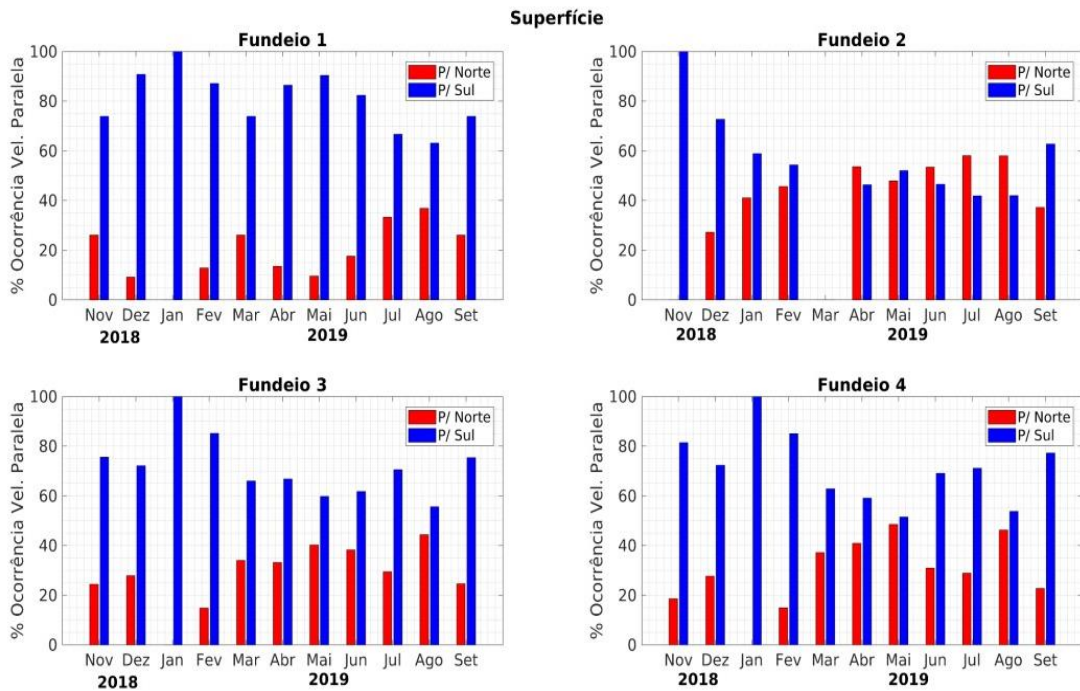 Superfície
Fundeio 1
% Ocorrência Vel. Paralela
100
80
60
40
20
0
P/ Norte
P/ Sul
Nov Dez Jan Fev Mar Abr Mai Jun Jul Ago Set
2018 2019
Fundeio 2
% Ocorrência Vel. Paralela
100
80
60
40
20
0
P/ Norte
P/ Sul
Nov Dez Jan Fev Mar Abr Mai Jun Jul Ago Set
2018 2019
Fundeio 3
% Ocorrência Vel. Paralela
100
80
60
40
20
0
P/ Norte
P/ Sul
Nov Dez Jan Fev Mar Abr Mai Jun Jul Ago Set
2018 2019
Fundeio 4
% Ocorrência Vel. Paralela
100
80
60
40
20
0
P/ Norte
P/ Sul
Nov Dez Jan Fev Mar Abr Mai Jun Jul Ago Set
2018 2019